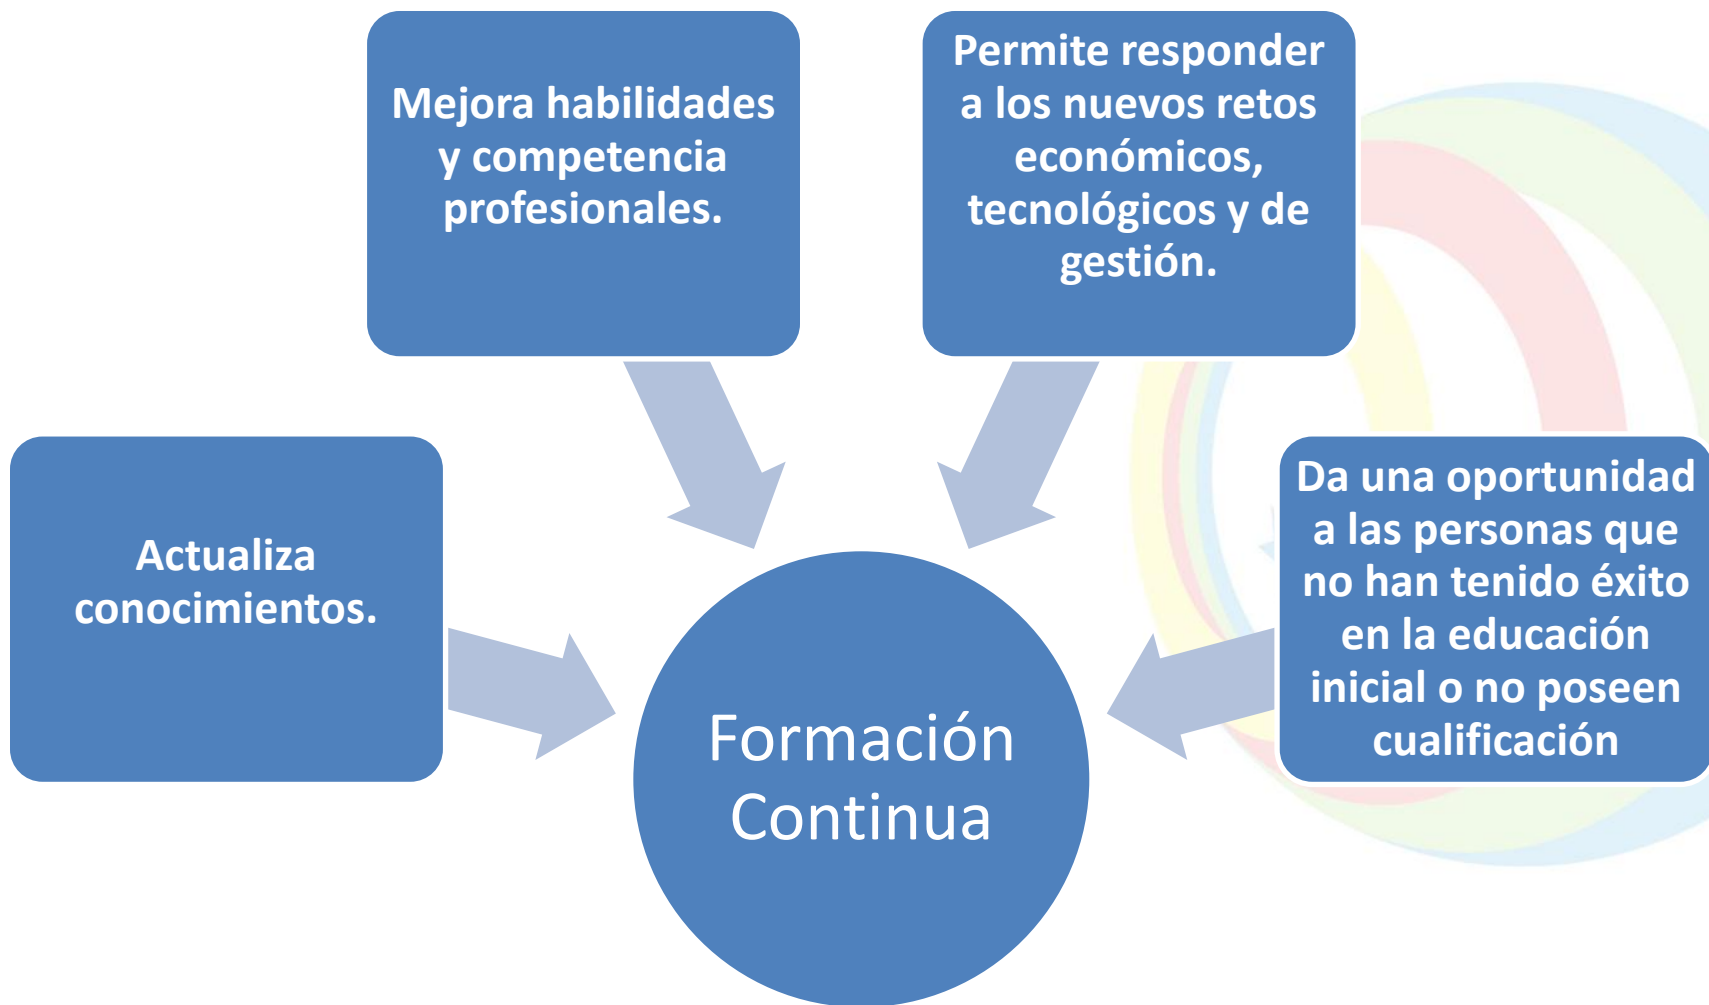 Mejora habilidades
y competencia
profesionales.
Permite responder
a los nuevos retos
económicos,
tecnológicos y de
gestión.
Actualiza
conocimientos.
Da una oportunidad
a las personas que
no han tenido éxito
en la educación
inicial o no poseen
cualificación
Formación
Continua